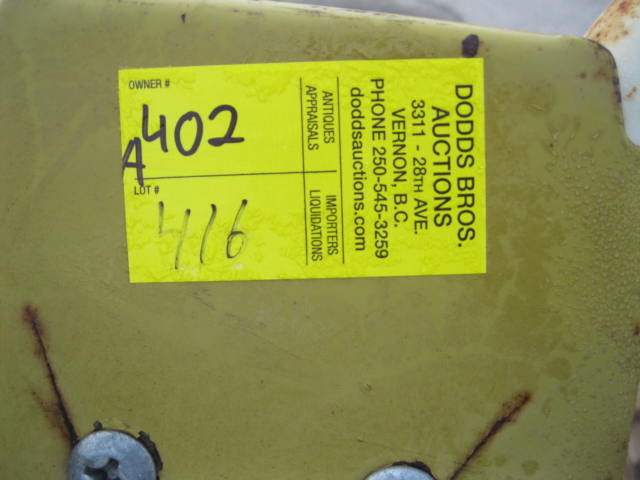 OWNER #
A402
LOT #
416
ANTIQUES
APPRAISALS
IMPORTERS
LIQUIDATIONS
DODDS BROS.
AUCTIONS
3311 - 28TH AVE.
VERNON, B.C.
PHONE 250-545-3259
doddsauctions.com